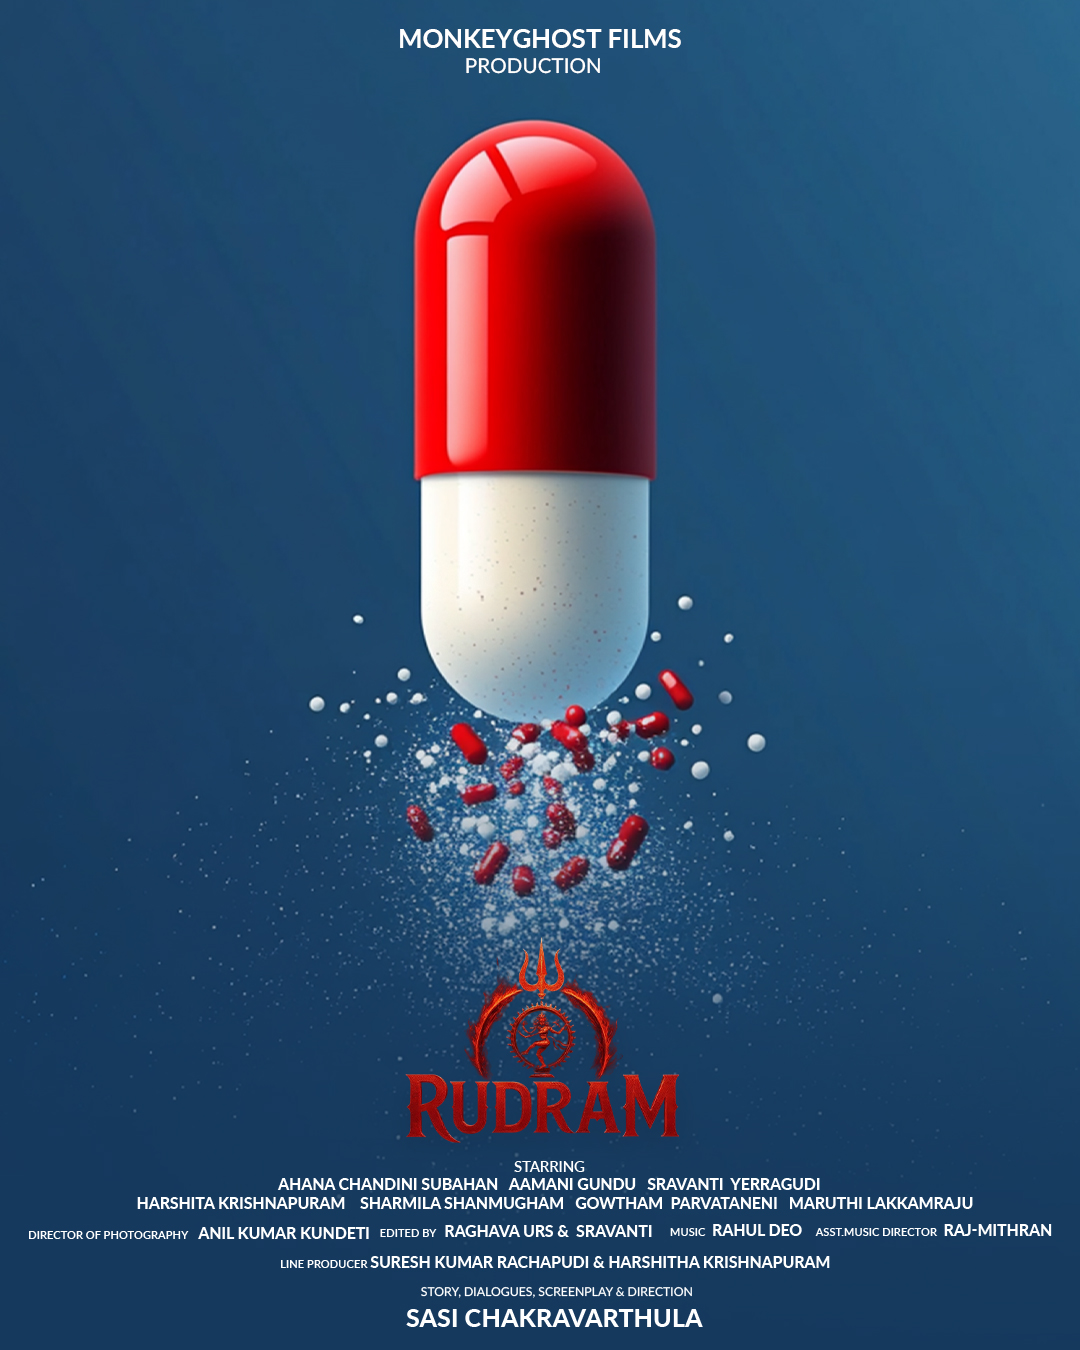 MONKEYGHOST FILMS
PRODUCTION
RUDRAM
STARRING
AHANA CHANDINI SUBAHAN AAMANI GUNDU SRAVANTI YERRAGUDI
HARSHITA KRISHNAPURAM SHARMILA SHANMUGHAM GOWTHAM PARVATANENI MARUTHI LAKKAMRAJU
DIRECTOR OF PHOTOGRAPHY ANIL KUMAR KUNDETI EDITED BY RAGHAVA URS & SRAVANTI MUSIC RAHUL DEO ASST.MUSIC DIRECTOR RAJ-MITHRAN
LINE PRODUCER SURESH KUMAR RACHAPUDI & HARSHITHA KRISHNAPURAM
STORY, DIALOGUES, SCREENPLAY & DIRECTION
SASI CHAKRAVARTHULA